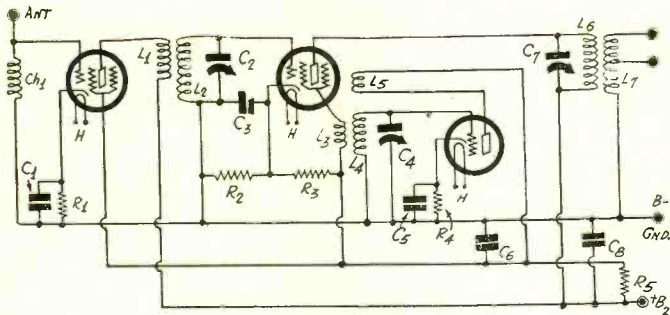 ANT
Ch1
H
C1
R1
L1
L2
C2
C3
R2
R3
H
L3
L4
L5
C4
C5
R4
H
C6
C7
L6
L7
C8
B-
GND.
R5
+B2